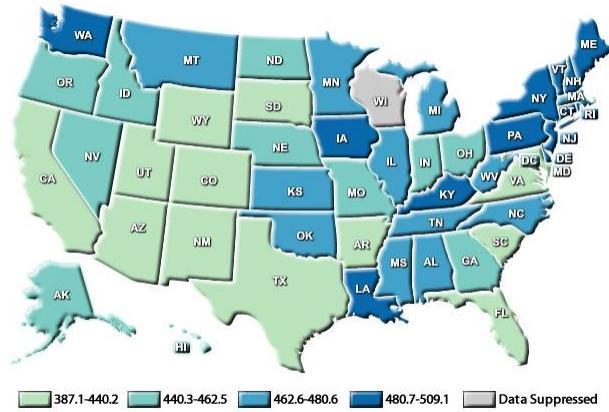 WA
ME
MT
ND
VT
NH
OR
MN
ID
MA
SD
WI
NY
CT
RI
MI
WY
IA
PA
NJ
NE
NV
OH
IL
IN
DE
DC
MD
UT
CO
WV
VA
CA
KS
MO
KY
NC
TN
AZ
NM
OK
AR
SC
MS
AL
GA
TX
LA
AK
FL
HI
387.1-440.2 440.3-462.5 462.6-480.6 480.7-509.1 Data Suppressed